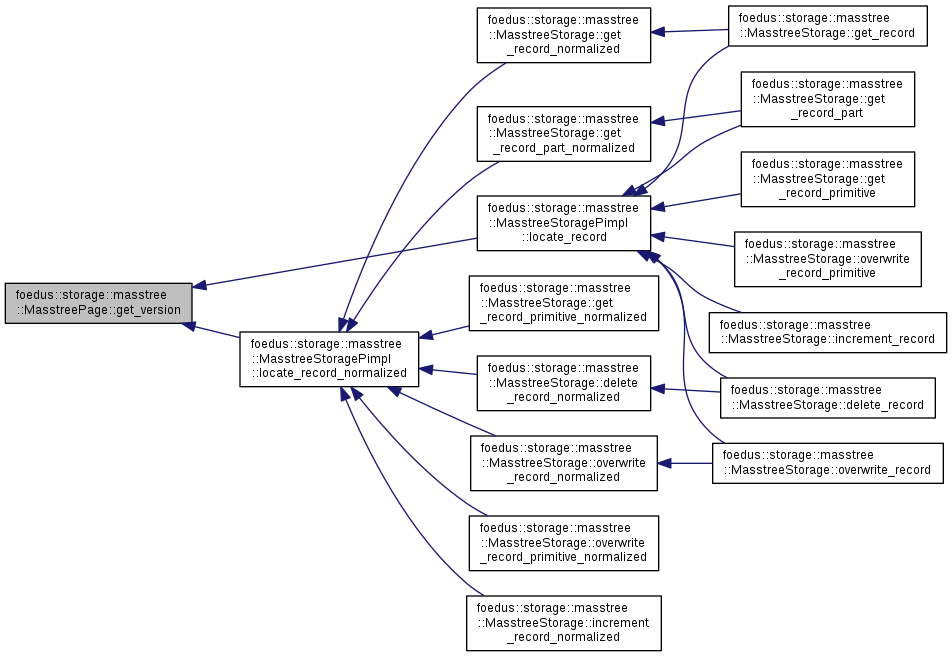 foedus::storage::masstree
::MasstreePage::get_version
foedus::storage::masstree
::MasstreeStoragePimpl
::locate_record_normalized
foedus::storage::masstree
::MasstreeStorage::get
_record_normalized
foedus::storage::masstree
::MasstreeStorage::get
_record_part_normalized
foedus::storage::masstree
::MasstreeStoragePimpl
::locate_record
foedus::storage::masstree
::MasstreeStorage::get
_record_primitive_normalized
foedus::storage::masstree
::MasstreeStorage::delete
_record_normalized
foedus::storage::masstree
::MasstreeStorage::overwrite
_record_normalized
foedus::storage::masstree
::MasstreeStorage::overwrite
_record_primitive_normalized
foedus::storage::masstree
::MasstreeStorage::increment
_record_normalized
foedus::storage::masstree
::MasstreeStorage::get_record
foedus::storage::masstree
::MasstreeStorage::get
_record_part
foedus::storage::masstree
::MasstreeStorage::get
_record_primitive
foedus::storage::masstree
::MasstreeStorage::overwrite
_record_primitive
foedus::storage::masstree
::MasstreeStorage::increment_record
foedus::storage::masstree
::MasstreeStorage::delete_record
foedus::storage::masstree
::MasstreeStorage::overwrite_record